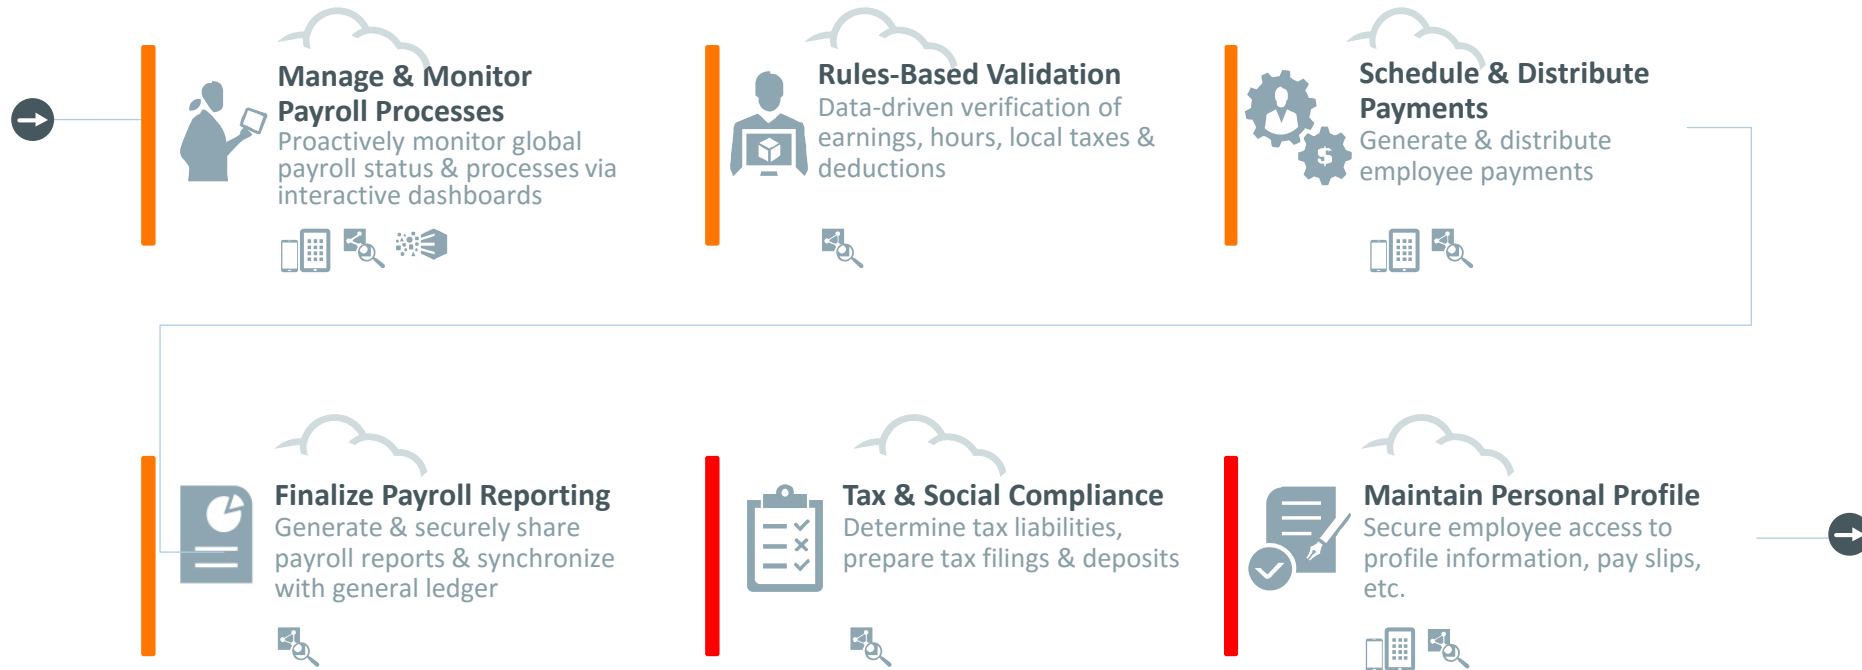 Manage & Monitor
Payroll Processes
Proactively monitor global
payroll status & processes via
interactive dashboards
Rules-Based Validation
Data-driven verification of
earnings, hours, local taxes &
deductions
Schedule & Distribute
Payments
Generate & distribute
employee payments
$
Finalize Payroll Reporting
Generate & securely share
payroll reports & synchronize
with general ledger
Tax & Social Compliance
Determine tax liabilities,
prepare tax filings & deposits
Maintain Personal Profile
Secure employee access to
profile information, pay slips,
etc.